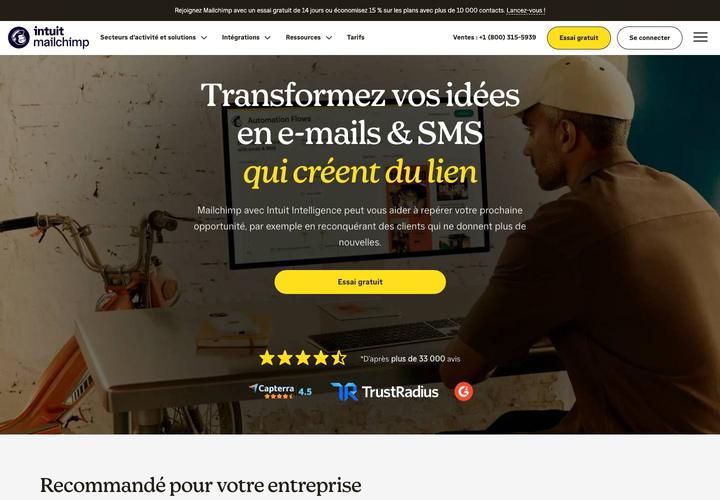 Rejoignez Mailchimp avec un essai gratuit de 14 jours ou économisez 15 % sur les plans avec plus de 10 000 contacts. Lancez-vous !
intuit
mailchimp
Secteurs d'activité et solutions
Intégrations
Ressources
Tarifs
Ventes : +1 (800) 315-5939
Essai gratuit
Se connecter
Automation Flows
Transformez vos idées
en e-mails & SMS
qui créent du lien
Mailchimp avec Intuit Intelligence peut vous aider à repérer votre prochaine
opportunité, par exemple en reconquérant des clients qui ne donnent plus de
nouvelles.
Essai gratuit
*D'après plus de 33 000 avis
Capterra 4.5
TrustRadius
G
Recommandé pour votre entreprise